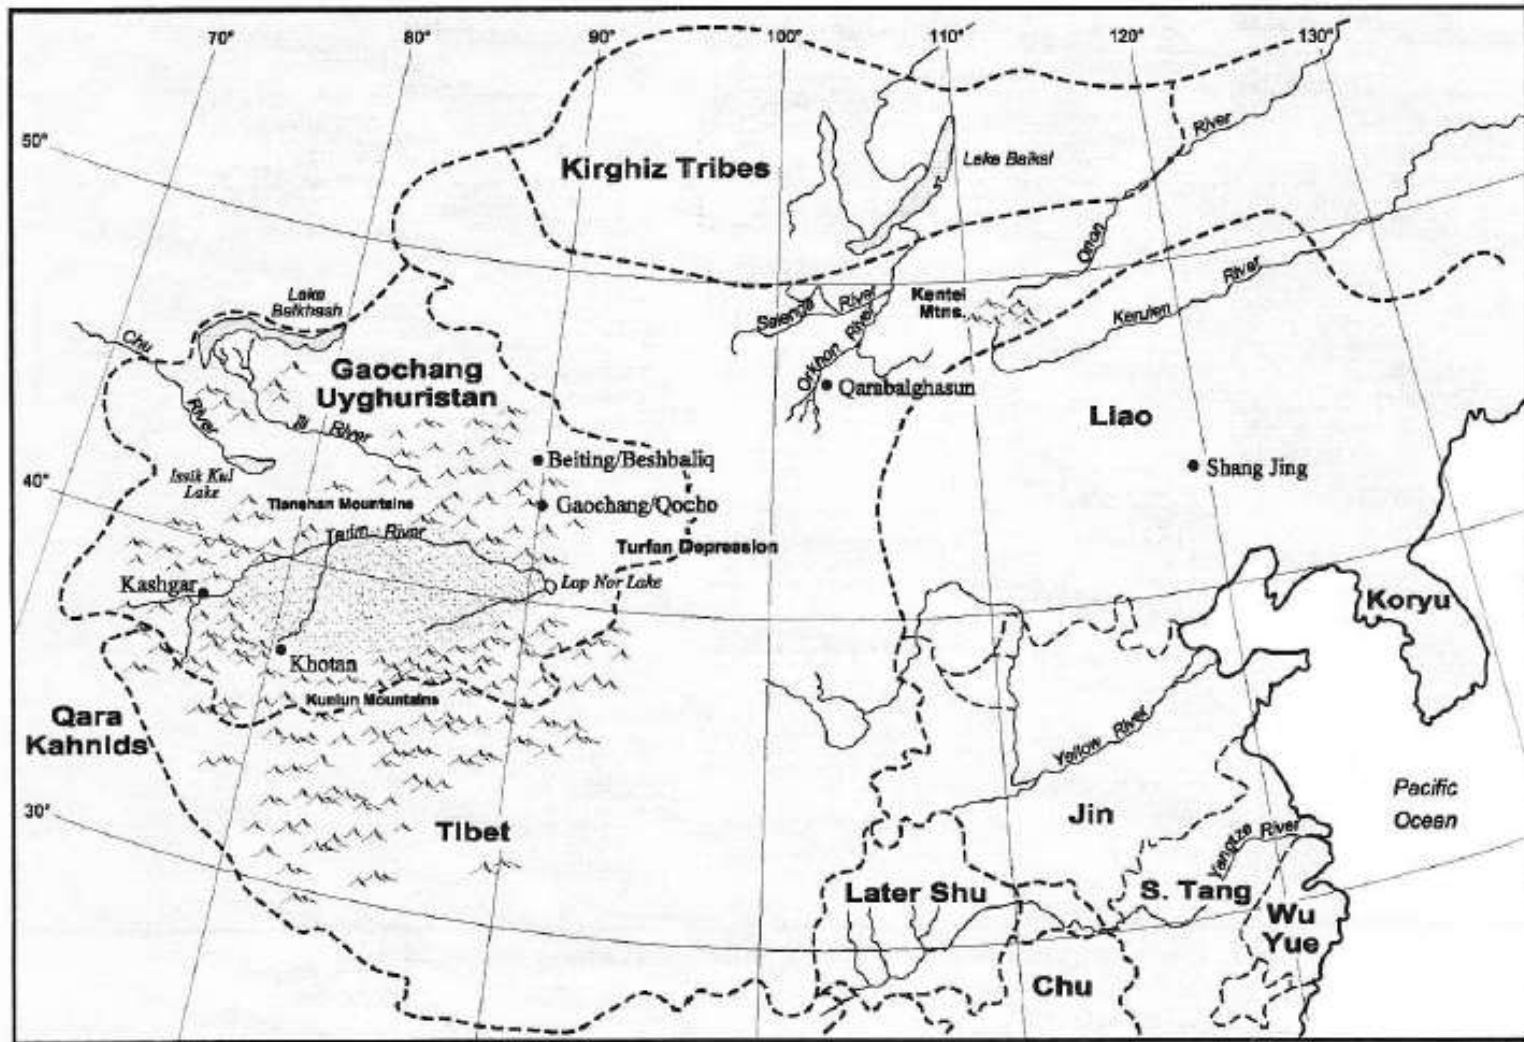 70°
80°
90°
100°
110°
120°
130°
50°
Kirghiz Tribes
Lake Baikal
River
Onon
Lake
Balkhash
Selenga River
Kentei
Mtns.
River
Kerulen
Chu
River
Gaochang
Uyghuristan
Orkhon River
Qarabalghasun
Liao
Ili River
Issik Kul
Lake
Beiting/Beshbaliq
Shang Jing
40°
Tianshan Mountains
Gaochang/Qocho
Tarim River
Turfan Depression
Kashgar
Lop Nor Lake
Koryu
Khotan
Kuelun Mountains
Qara
Kahnids
Yellow River
Pacific
Ocean
30°
Tibet
Jin
Yangtze River
Later Shu
S. Tang
Wu
Yue
Chu